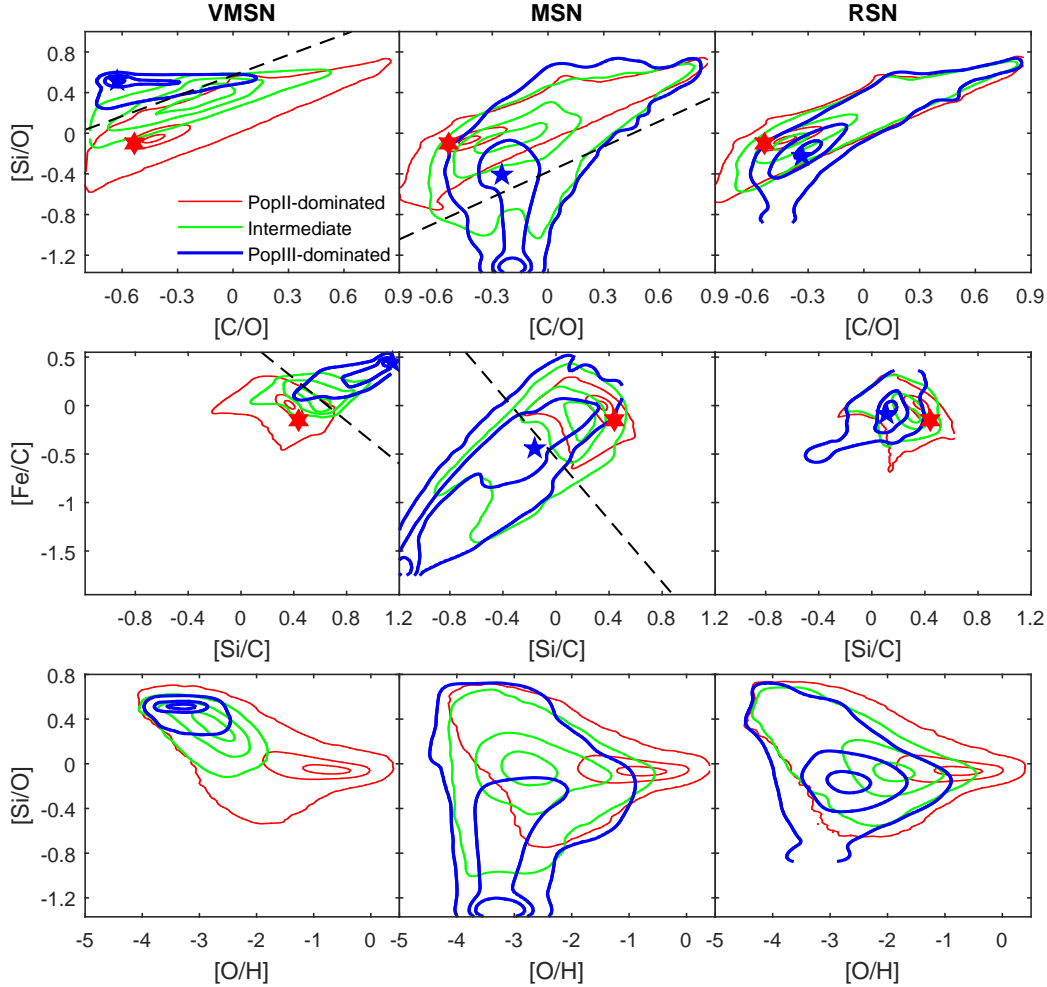 VMSN MSN RSN
0.8
0.4
0
-0.4
-0.8
-1.2
[Si/O]
PopII-dominated
Intermediate
PopIII-dominated
-0.6 -0.3 0 0.3 0.6 0.9 -0.6 -0.3 0 0.3 0.6 0.9 -0.6 -0.3 0 0.3 0.6 0.9
[C/O] [C/O] [C/O]
0.5
0
-0.5
-1
-1.5
[Fe/C]
-0.8 -0.4 0 0.4 0.8 1.2 -0.8 -0.4 0 0.4 0.8 1.2 -0.8 -0.4 0 0.4 0.8 1.2
[Si/C] [Si/C] [Si/C]
0.8
0.4
0
-0.4
-0.8
-1.2
[Si/O]
-5 -4 -3 -2 -1 0 -5 -4 -3 -2 -1 0 -5 -4 -3 -2 -1 0
[O/H] [O/H] [O/H]